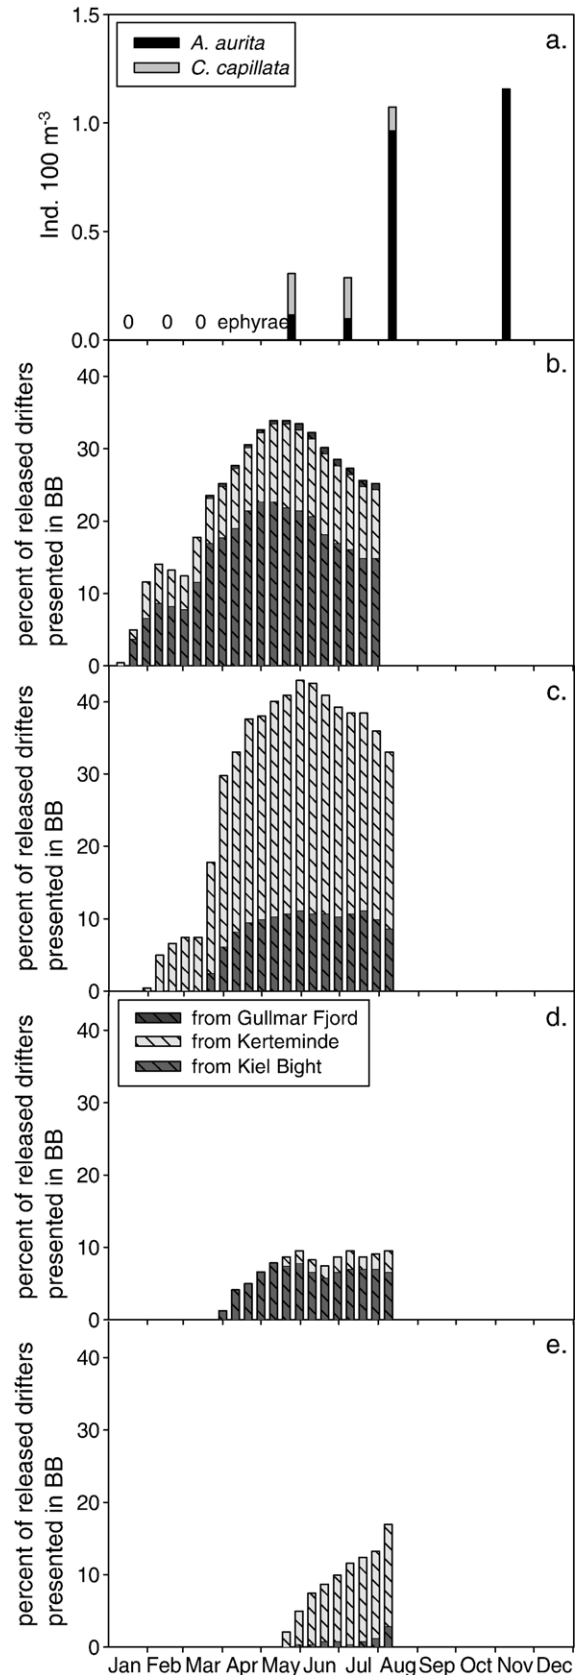 1.5
a.
A. aurita
C. capillata
1.0
Ind. 100 m-3
0.5
0 0 0 ephyrae
0.0
b.
40
30
20
10
0
percent of released drifters
presented in BB
c.
40
30
20
10
0
percent of released drifters
presented in BB
d.
from Gullmar Fjord
from Kerteminde
from Kiel Bight
40
30
20
10
0
percent of released drifters
presented in BB
e.
40
30
20
10
0
percent of released drifters
presented in BB
Jan Feb Mar Apr May Jun Jul Aug Sep Oct Nov Dec